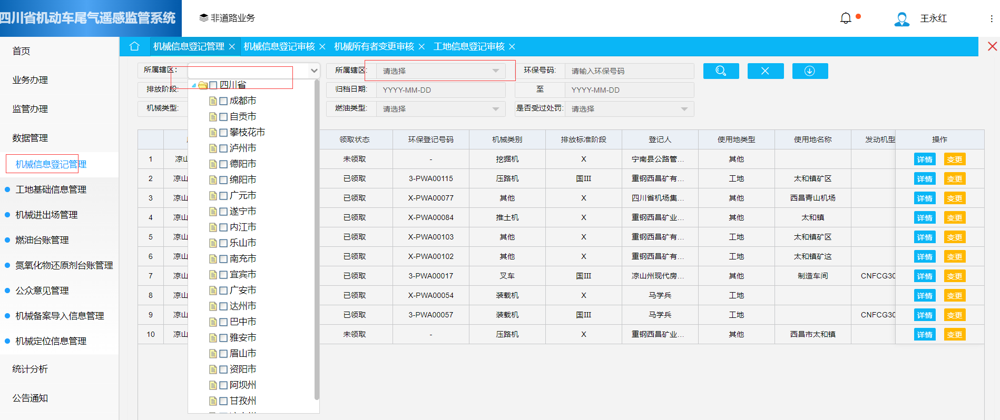 四川省机动车尾气遥感监管系统
非道路业务
王永红
首页
业务办理
监管办理
数据管理
机械信息登记管理
工地基础信息管理
机械进出场管理
燃油台账管理
氮氧化物还原剂台账管理
公众意见管理
机械备案导入信息管理
机械定位信息管理
统计分析
公告通知
机械信息登记管理 机械信息登记审核 机械所有者变更审核 工地信息登记审核
所属辖区: 所属辖区: 请选择 环保号码: 请输入环保号码
排放阶段: 归档日期: YYYY-MM-DD 至 YYYY-MM-DD
机械类型: 燃油类型: 请选择 是否受过处罚: 请选择
四川省
成都市
自贡市
攀枝花市
泸州市
德阳市
绵阳市
广元市
遂宁市
内江市
乐山市
南充市
宜宾市
广安市
达州市
巴中市
雅安市
眉山市
资阳市
阿坝州
甘孜州
领取状态 环保登记号码 机械类别 排放标准阶段 登记人 使用地类型 使用地名称 发动机型 操作
1 凉山 未领取 - 挖掘机 X 宁南县公路管... 其他 详情 变更
2 凉山 已领取 3-PWA00115 压路机 国III 重钢西昌矿有... 工地 太和镇矿区 详情 变更
3 凉山 已领取 X-PWA00077 其他 X 四川省机场集... 其他 西昌青山机场 详情 变更
4 凉山 已领取 X-PWA00084 推土机 X 重钢西昌矿业... 其他 太和镇 详情 变更
5 凉山 已领取 X-PWA00103 其他 X 重钢西昌矿有... 工地 太和镇矿区 详情 变更
6 凉山 已领取 X-PWA00102 其他 X 重钢西昌矿有... 工地 太和镇矿这 详情 变更
7 凉山 已领取 3-PWA00017 叉车 国III 凉山州现代房... 其他 制造车间 CNFCG30 详情 变更
8 凉山 已领取 X-PWA00054 装载机 X 马学兵 工地 详情 变更
9 凉山 已领取 3-PWA00057 装载机 国III 马学兵 工地 CNFCG30 详情 变更
10 凉山 未领取 - 压路机 X 重钢西昌矿业... 其他 西昌市太和镇 详情 变更